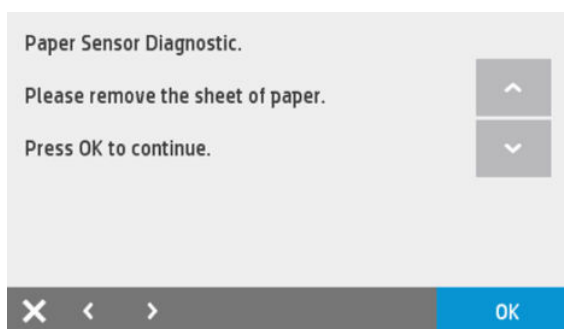 Paper Sensor Diagnostic.
Please remove the sheet of paper.
Press OK to continue.
OK